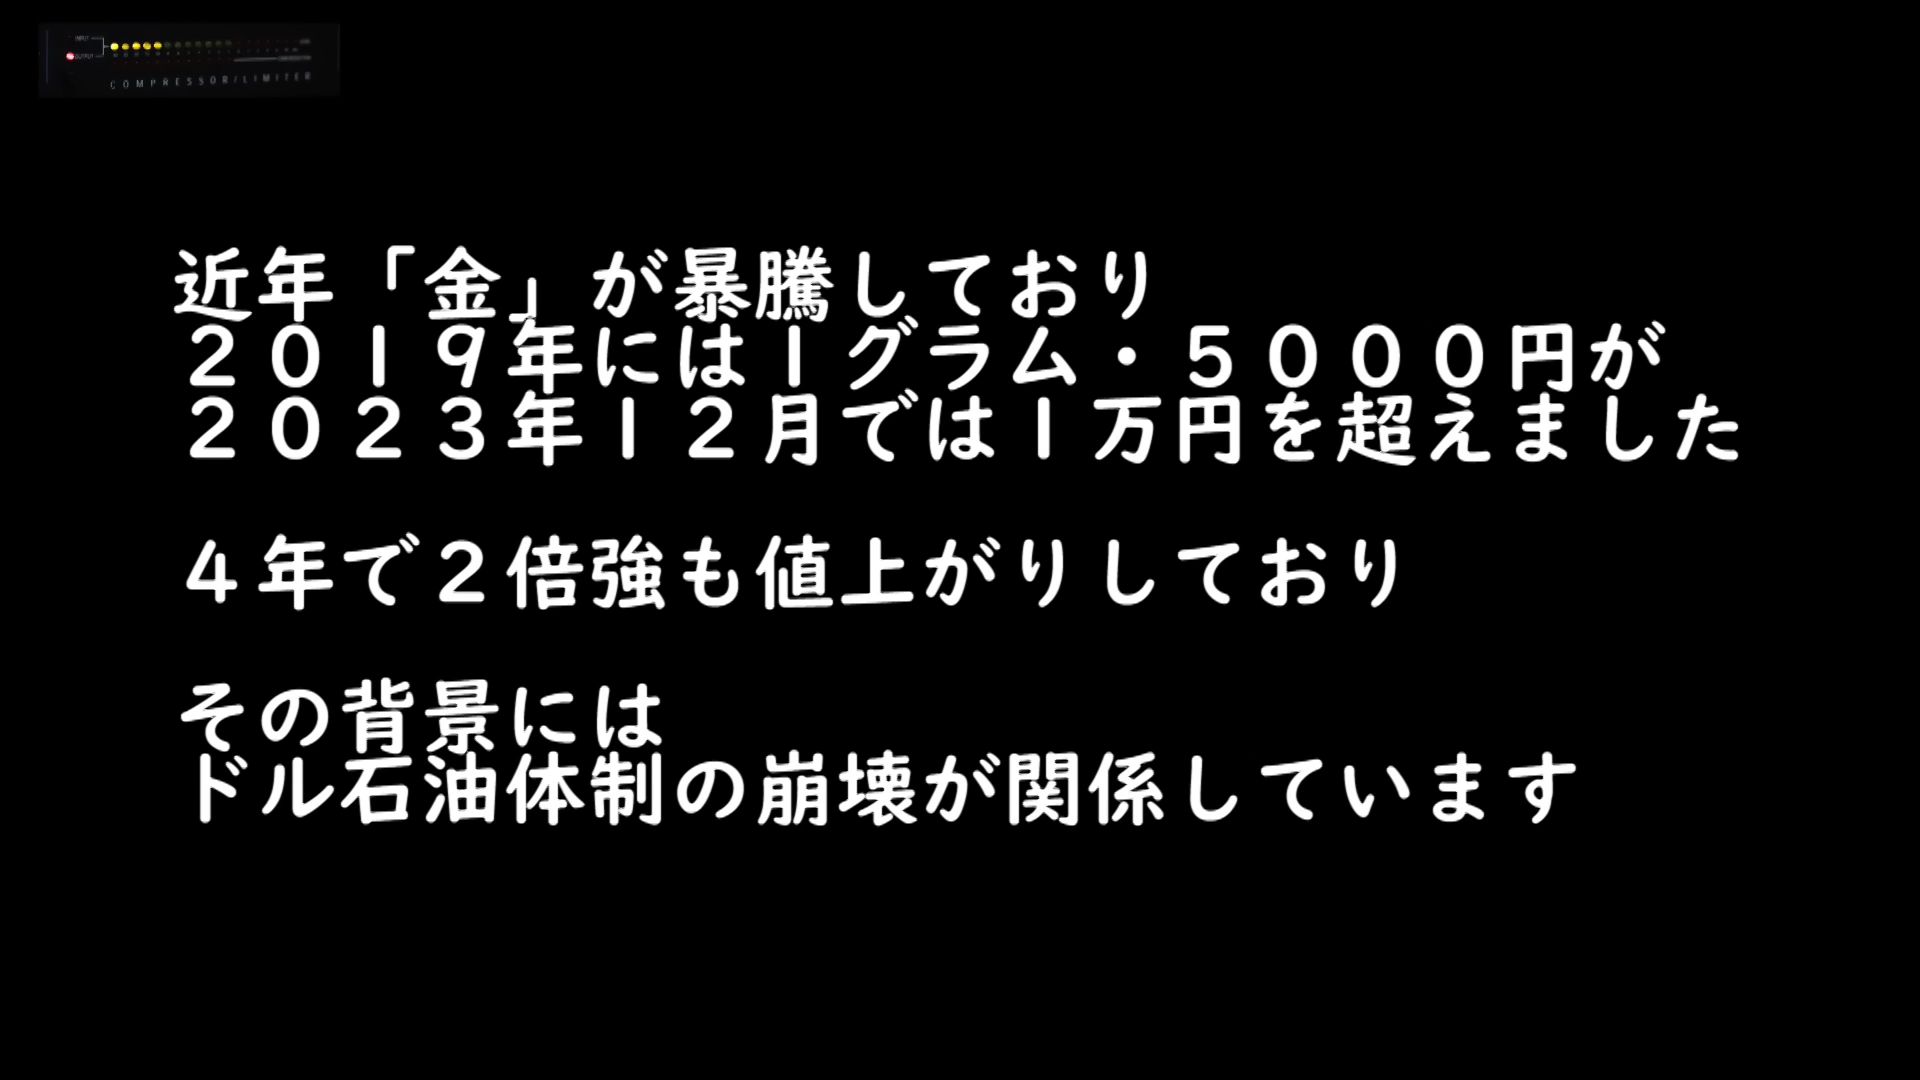 INPUT
OUTPUT
COMPRESSOR/LIMITER
近年「金」が暴騰しており
２０１９年には１グラム・５０００円が
２０２３年１２月では１万円を超えました
４年で２倍強も値上がりしており
その背景には
ドル石油体制の崩壊が関係しています